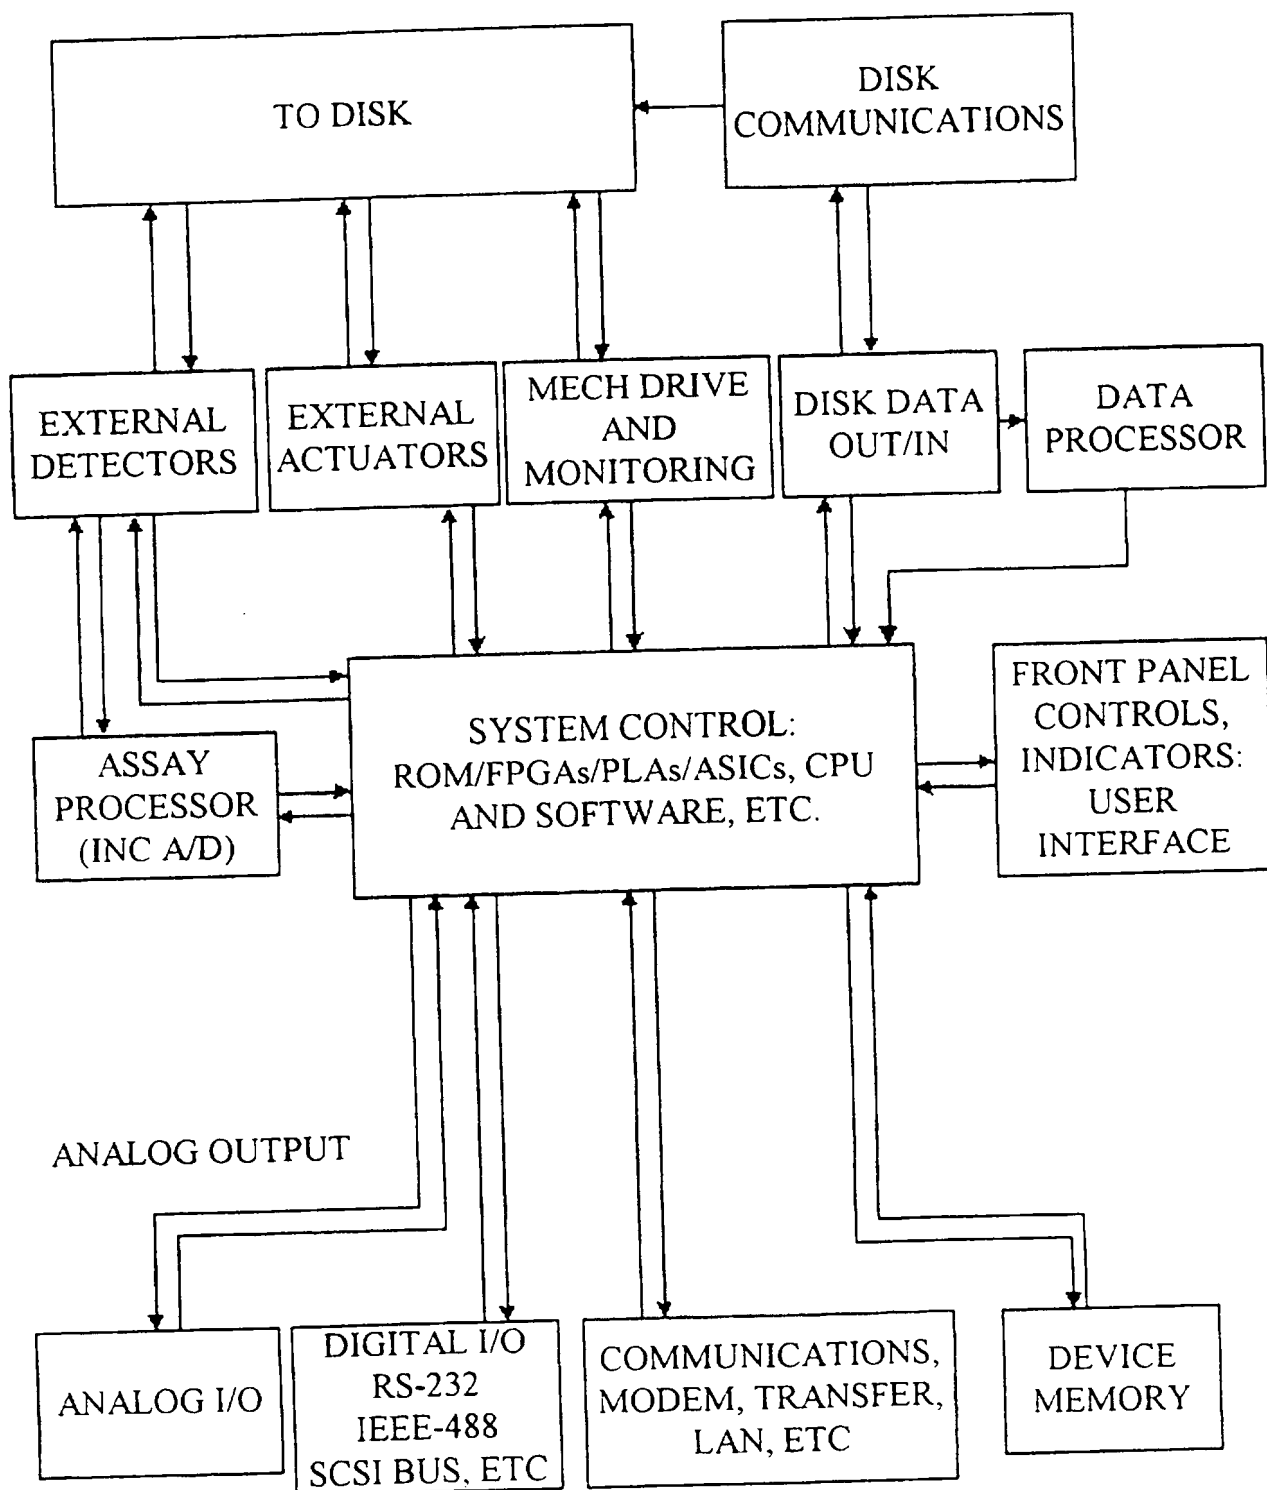 TO DISK
DISK
COMMUNICATIONS
EXTERNAL
DETECTORS
EXTERNAL
ACTUATORS
MECH DRIVE
AND
MONITORING
DISK DATA
OUT/IN
DATA
PROCESSOR
ASSAY
PROCESSOR
(INC A/D)
SYSTEM CONTROL:
ROM/FPGAs/PLAs/ASICs, CPU
AND SOFTWARE, ETC.
FRONT PANEL
CONTROLS,
INDICATORS:
USER
INTERFACE
ANALOG OUTPUT
ANALOG I/O
DIGITAL I/O
RS-232
IEEE-488
SCSI BUS, ETC
COMMUNICATIONS,
MODEM, TRANSFER,
LAN, ETC
DEVICE
MEMORY